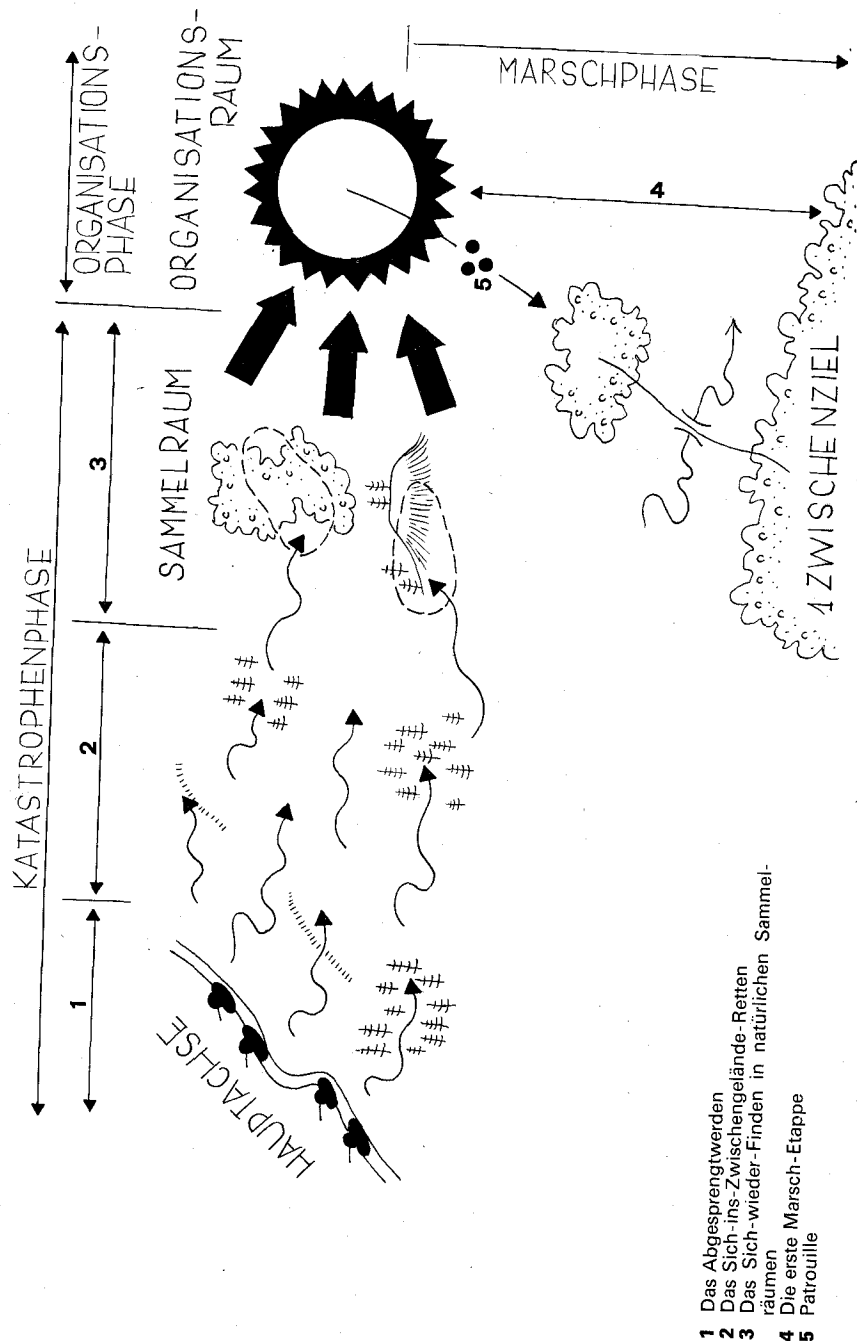 KATASTROPHENPHASE
1
2
3
ORGANISATIONS-
PHASE
HAUPTACHSE
SAMMELRAUM
ORGANISATIONS-
RAUM
MARSCHPHASE
4
5
1 ZWISCHENZIEL
1 Das Abgesprengtwerden
2 Das Sich-ins-Zwischengelände-Retten
3 Das Sich-wieder-Finden in natürlichen Sammel-
räumen
4 Die erste Marsch-Etappe
5 Patrouille